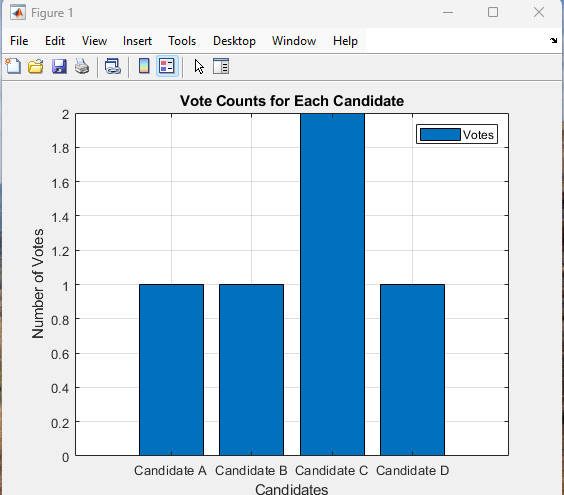 Figure 1
File Edit View Insert Tools Desktop Window Help
Vote Counts for Each Candidate
Votes
Number of Votes
2
1.8
1.6
1.4
1.2
1
0.8
0.6
0.4
0.2
0
Candidate A Candidate B Candidate C Candidate D
Candidates